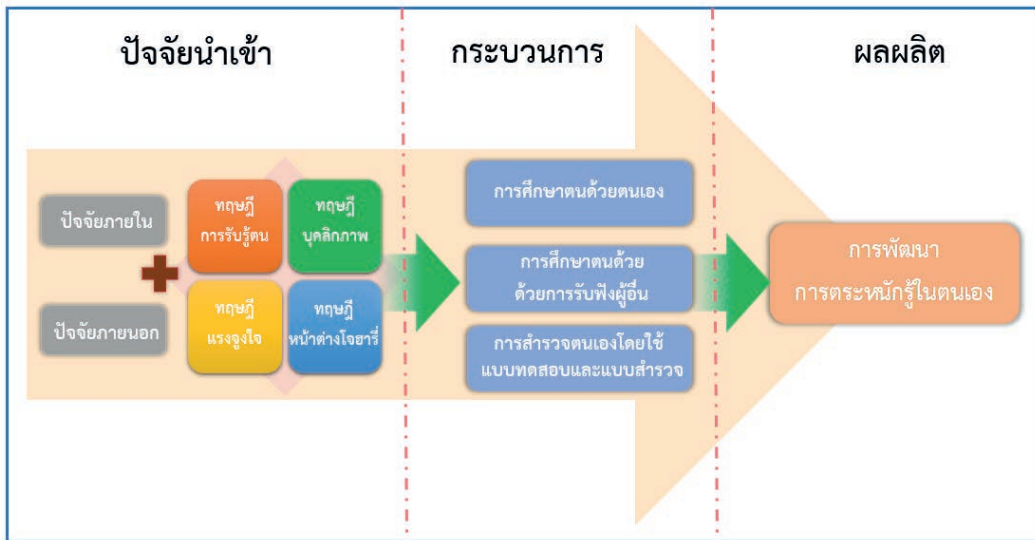 ปัจจัยนำเข้า
กระบวนการ
ผลผลิต
ปัจจัยภายใน
ปัจจัยภายนอก
ทฤษฎี
การรับรู้ตน
ทฤษฎี
บุคลิกภาพ
ทฤษฎี
แรงจูงใจ
ทฤษฎี
หน้าต่างโจฮารี่
การศึกษาตนด้วยตนเอง
การศึกษาตนด้วย
ด้วยการรับฟังผู้อื่น
การสำรวจตนเองโดยใช้
แบบทดสอบและแบบสำรวจ
การพัฒนา
การตระหนักรู้ในตนเอง